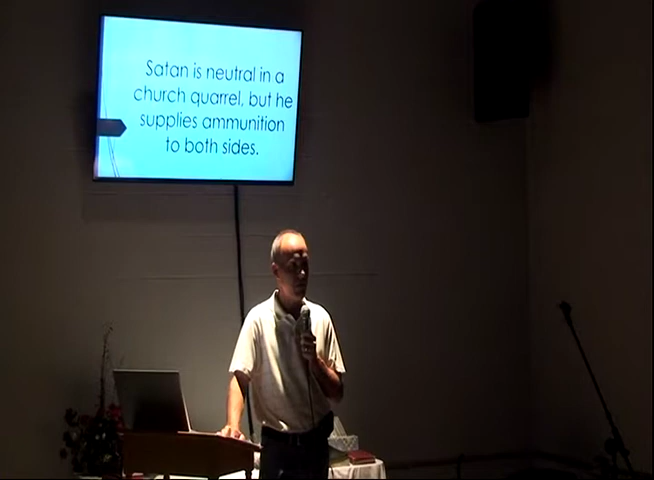 Satan is neutral in a
church quarrel, but he
supplies ammunition
to both sides.